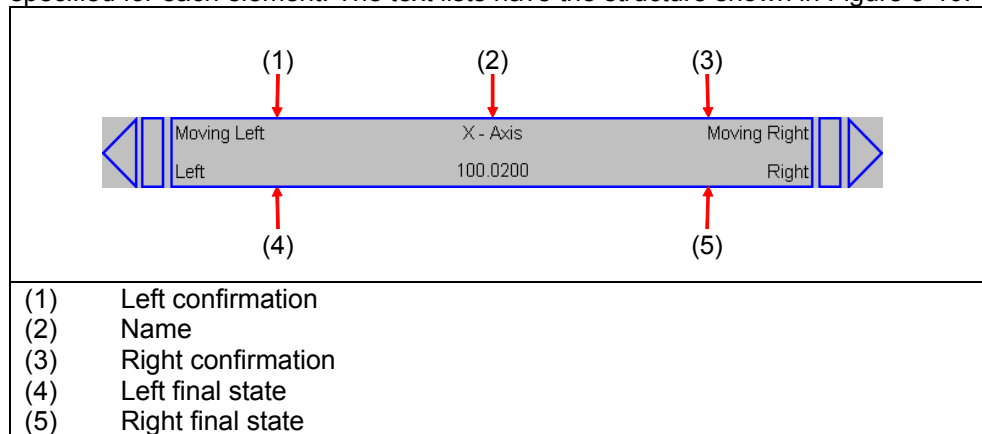 specified for each element. The text lists have the structure shown in Figure
(1) (2) (3)
Moving Left X - Axis Moving Right
Left 100.0200 Right
(4) (5)
(1) Left confirmation
(2) Name
(3) Right confirmation
(4) Left final state
(5) Right final state